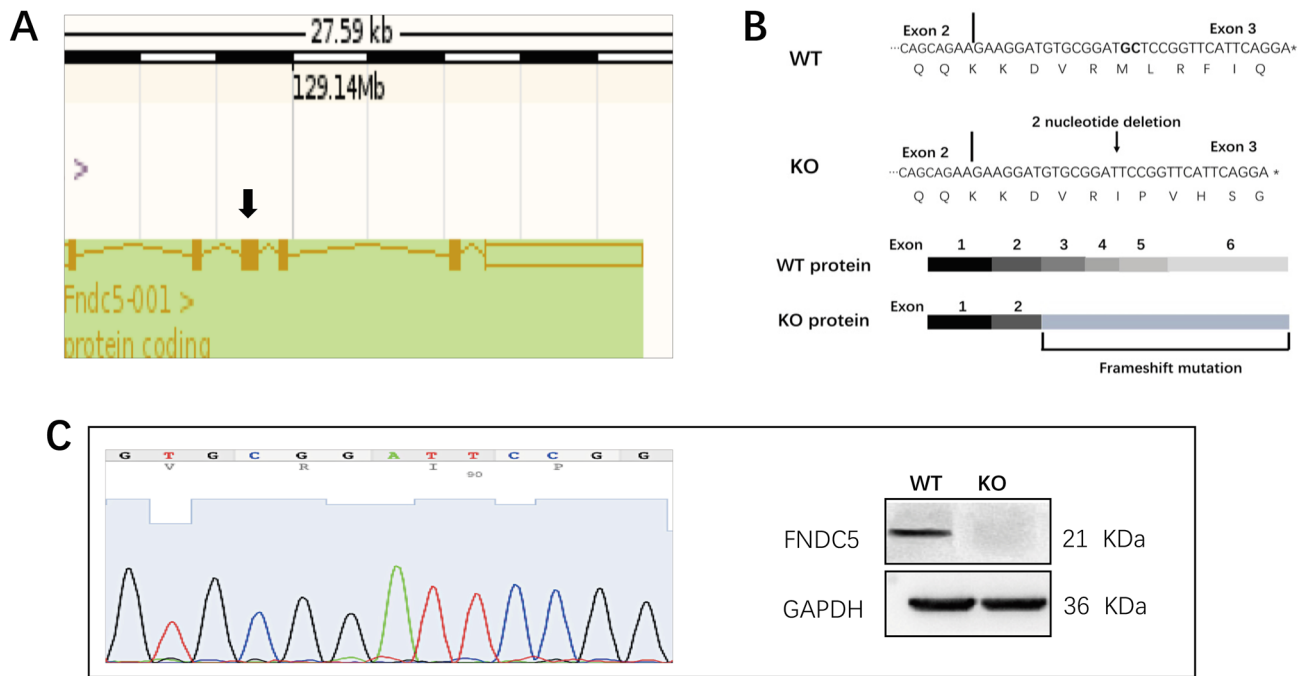 A
27.59 kb
129.14Mb
>
Fndc5-001 >
protein coding
B
Exon 2 Exon 3
WT
···CAGCAGAAGAAGGATGTGCGGATGCTCCGGTTCATTCAGGA*
Q Q K K D V R M L R F I Q
2 nucleotide deletion
Exon 2 Exon 3
KO
···CAGCAGAAGAAGGATGTGCGGATTCCGGTTCATTCAGGA *
Q Q K K D V R I P V H S G
Exon 1 2 3 4 5 6
WT protein
Exon 1 2
KO protein
Frameshift mutation
C
G T G C G G A T T C C G G
V R I P
90
WT KO
FNDC5 21 KDa
GAPDH 36 KDa